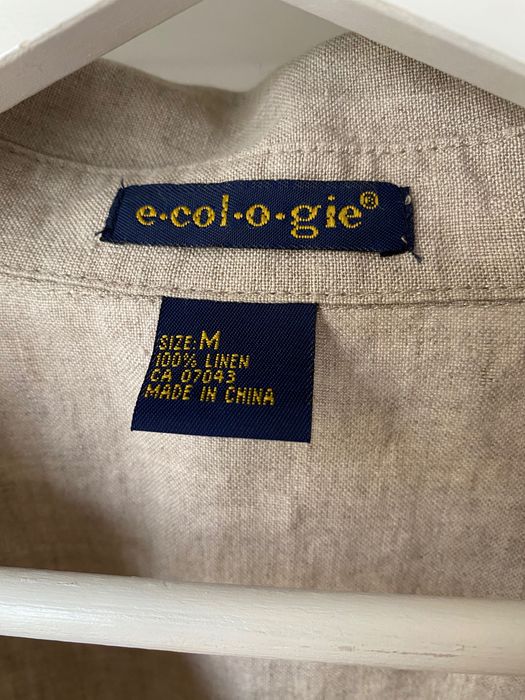 e·col·o·gie®
SIZE: M
100% LINEN
CA 07043
MADE IN CHINA